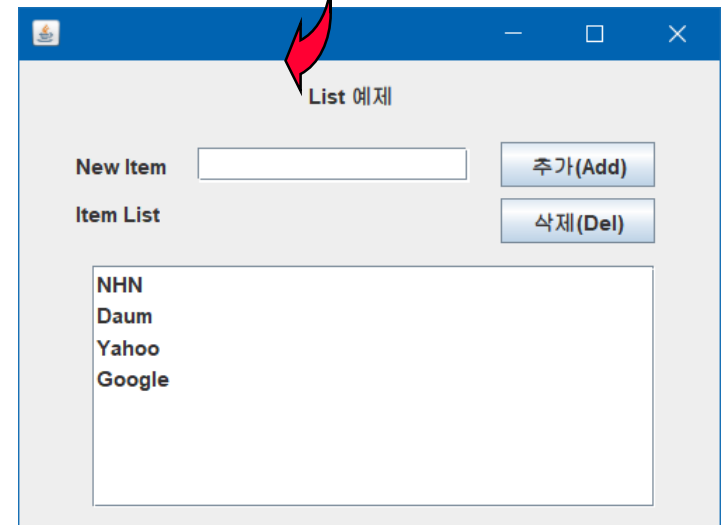 List 예제
New Item
추가(Add)
Item List
삭제(Del)
NHN
Daum
Yahoo
Google